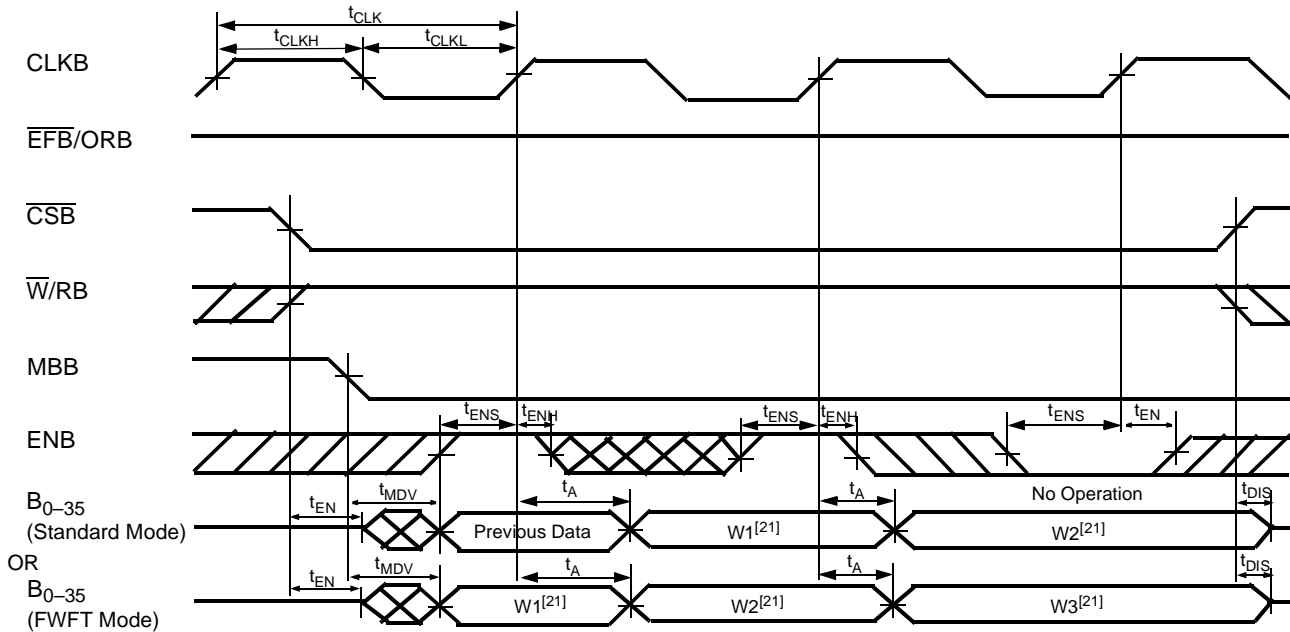 tCLK
tCLKH tCLKL
CLKB
EFB/ORB
CSB
W/RB
MBB
tENS tENH tENS tENH tENS tEN
ENB
No Operation
B0–35
(Standard Mode)
tEN tMDV tA tA tDIS
Previous Data W1[21] W2[21]
OR
B0–35
(FWFT Mode)
tEN tMDV tA tA tDIS
W1[21] W2[21] W3[21]